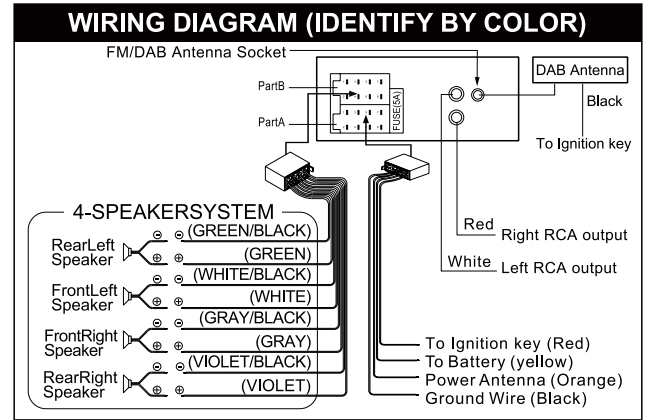 WIRING DIAGRAM (IDENTIFY BY COLOR)
FM/DAB Antenna Socket
DAB Antenna
PartB
PartA
FUSE(5A)
Black
To Ignition key
4-SPEAKERSYSTEM
Red
Right RCA output
White
Left RCA output
RearLeft
Speaker
(GREEN/BLACK)
(GREEN)
FrontLeft
Speaker
(WHITE/BLACK)
(WHITE)
FrontRight
Speaker
(GRAY/BLACK)
(GRAY)
RearRight
Speaker
(VIOLET/BLACK)
(VIOLET)
To Ignition key (Red)
To Battery (yellow)
Power Antenna (Orange)
Ground Wire (Black)